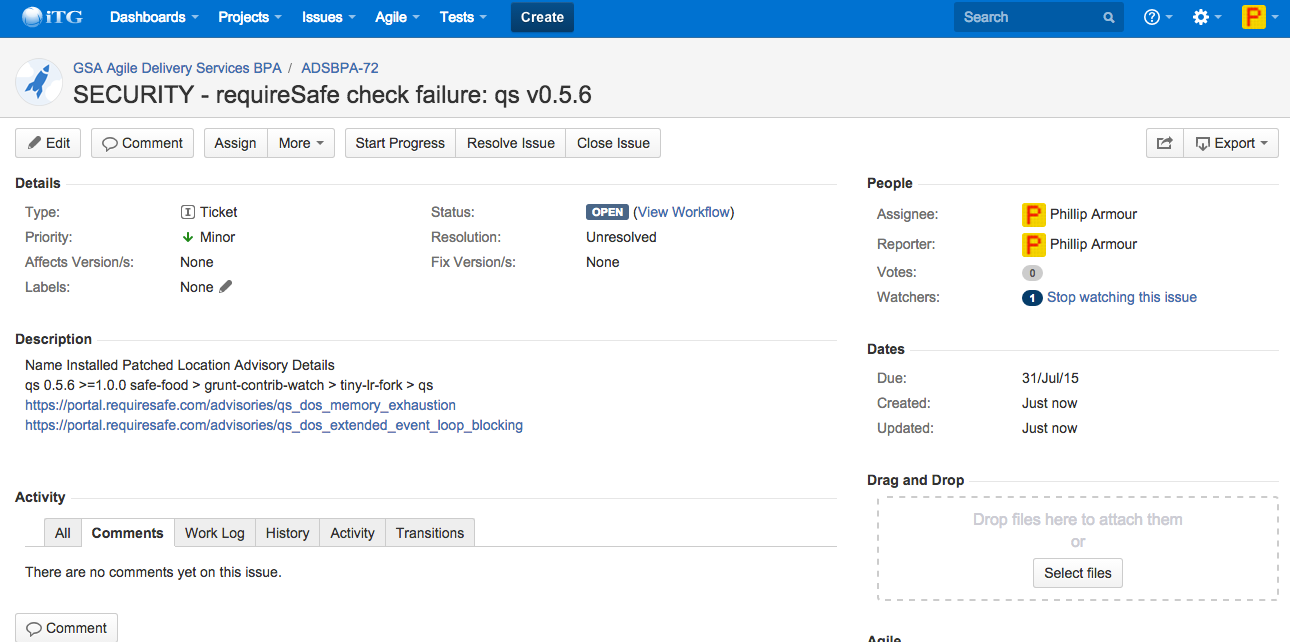 iTG Dashboards Projects Issues Agile Tests Create Search
GSA Agile Delivery Services BPA / ADSBPA-72
SECURITY - requireSafe check failure: qs v0.5.6
Edit Comment Assign More Start Progress Resolve Issue Close Issue Export
Details
Type: Ticket
Status: OPEN (View Workflow)
Priority: Minor
Resolution: Unresolved
Affects Version/s: None
Fix Version/s: None
Labels: None
Description
Name Installed Patched Location Advisory Details
qs 0.5.6 >=1.0.0 safe-food > grunt-contrib-watch > tiny-lr-fork > qs
https://portal.requiresafe.com/advisories/qs_dos_memory_exhaustion
https://portal.requiresafe.com/advisories/qs_dos_extended_event_loop_blocking
Activity
All Comments Work Log History Activity Transitions
There are no comments yet on this issue.
Comment
People
Assignee: Phillip Armour
Reporter: Phillip Armour
Votes: 0
Watchers: 1 Stop watching this issue
Dates
Due: 31/Jul/15
Created: Just now
Updated: Just now
Drag and Drop
Drop files here to attach them
or
Select files
Agile